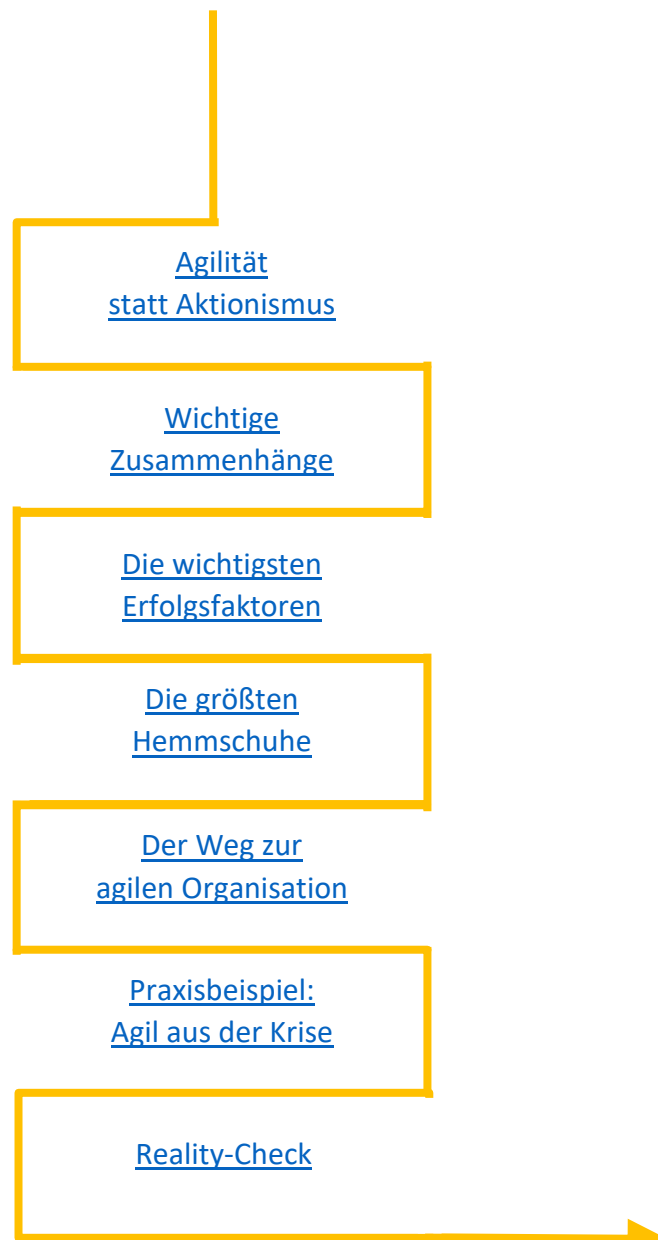 Agilität
statt Aktionismus
Wichtige
Zusammenhänge
Die wichtigsten
Erfolgsfaktoren
Die größten
Hemmschuhe
Der Weg zur
agilen Organisation
Praxisbeispiel:
Agil aus der Krise
Reality-Check